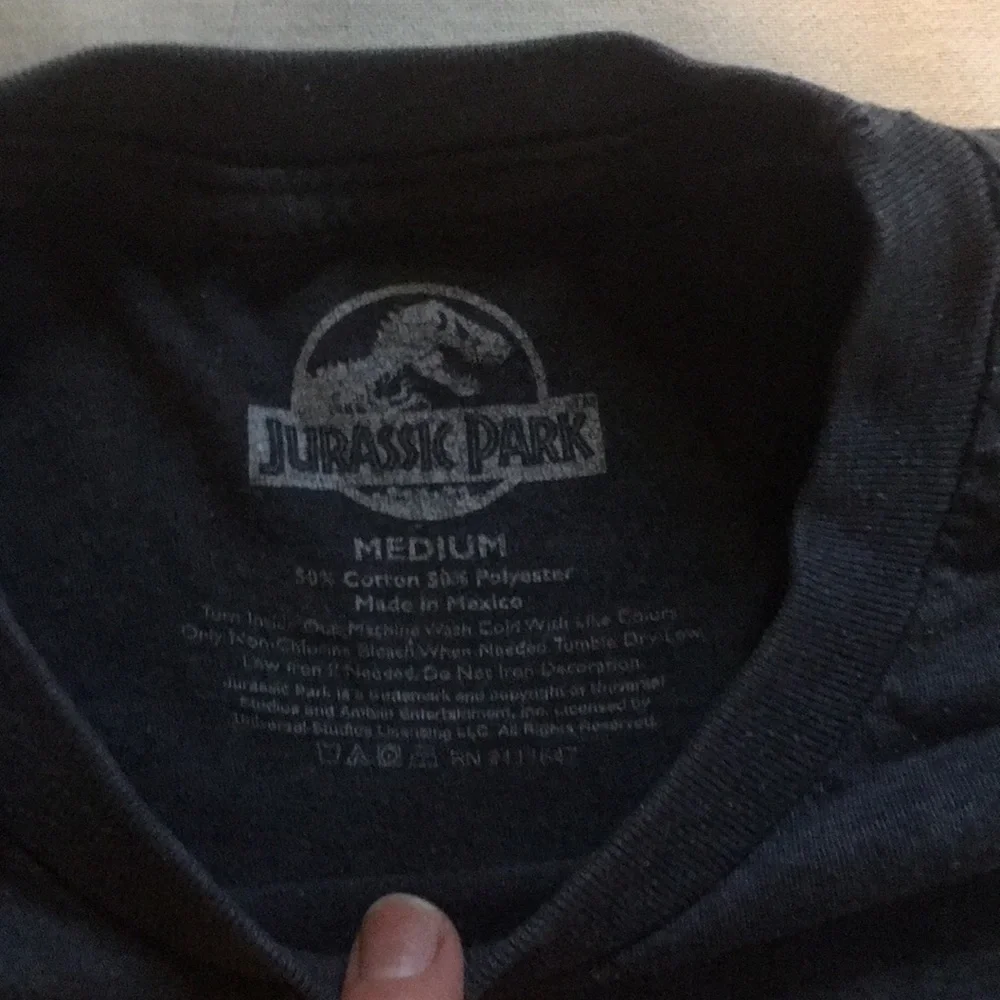 JURASSIC PARK
MEDIUM
50% Cotton 50% Polyester
Made in Mexico
Turn Inside Out Machine Wash Cold With Like Colors
Only Non-Chlorine Bleach When Needed Tumble Dry Low
Low Iron If Needed Do Not Iron Decoration
Jurassic Park is a trademark and copyright of Universal
Studios and Amblin Entertainment, Inc. Licensed by
Universal Studios Licensing LLC. All Rights Reserved.
RN #111647